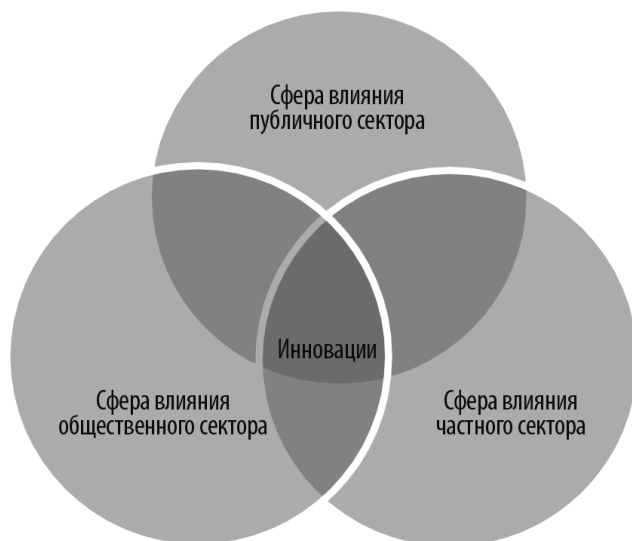 Сфера влияния
публичного сектора
Инновации
Сфера влияния
общественного сектора
Сфера влияния
частного сектора